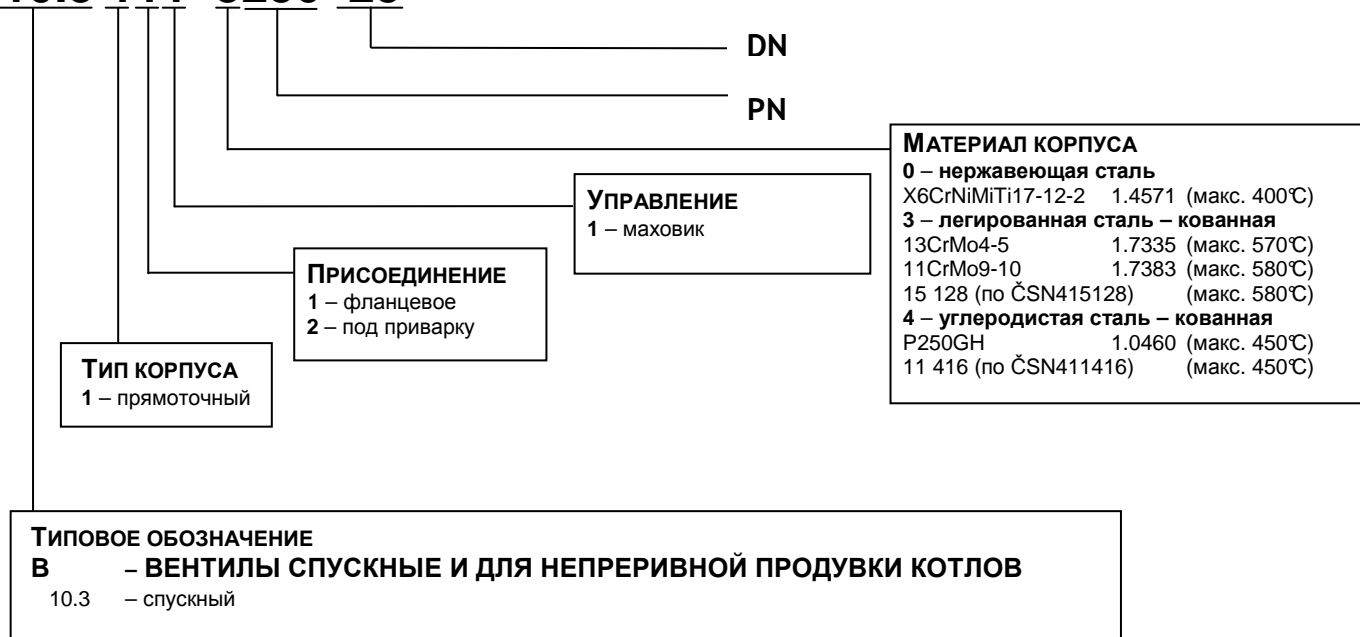 DN
PN
МАТЕРИАЛ КОРПУСА
0 – нержавеющая сталь
X6CrNiMiTi17-12-2 1.4571 (макс. 400°C)
3 – легированная сталь – кованная
13CrMo4-5 1.7335 (макс. 570°C)
11CrMo9-10 1.7383 (макс. 580°C)
15 128 (по ČSN415128) (макс. 580°C)
4 – углеродистая сталь – кованная
P250GH 1.0460 (макс. 450°C)
11 416 (по ČSN411416) (макс. 450°C)
УПРАВЛЕНИЕ
1 – маховик
ПРИСОЕДИНЕНИЕ
1 – фланцевое
2 – под приварку
ТИП КОРПУСА
1 – прямоточный
ТИПОВОЕ ОБОЗНАЧЕНИЕ
В – ВЕНТИЛЫ СПУСКНЫЕ И ДЛЯ НЕПРЕРИВНОЙ ПРОДУВКИ КОТЛОВ
10.3 – спускный